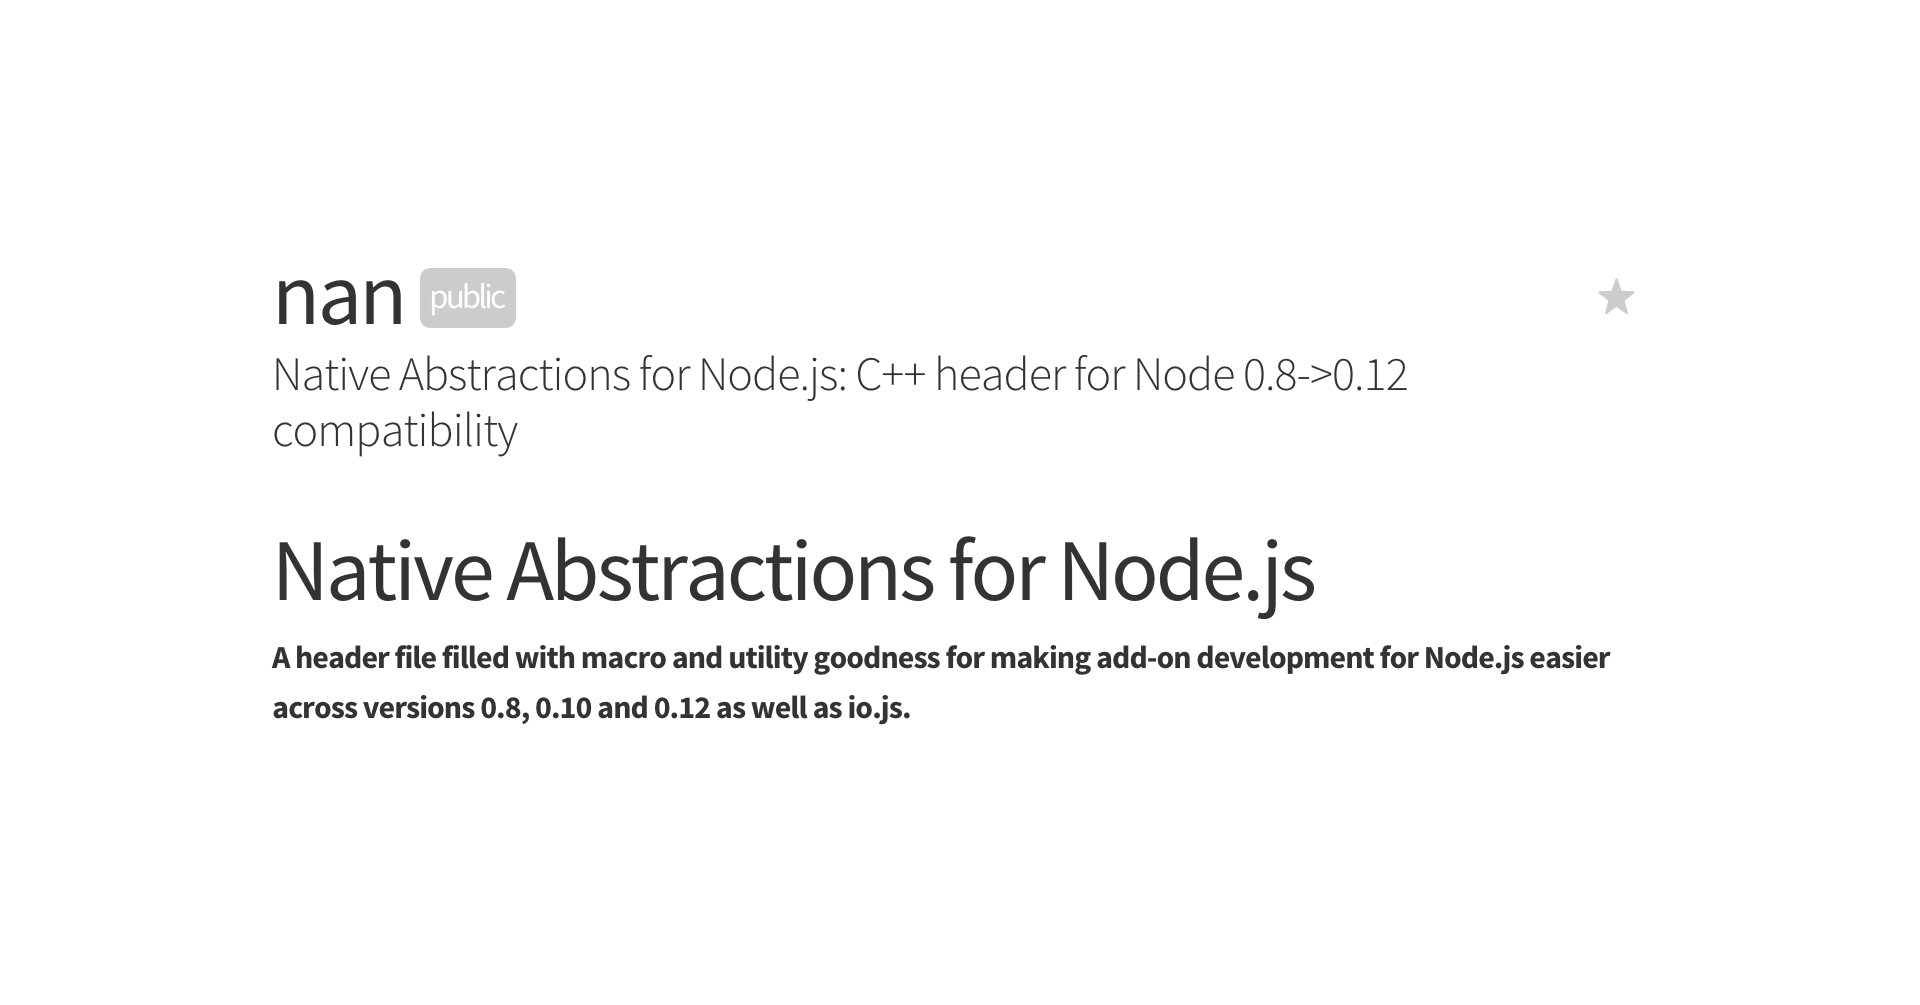 nan public
Native Abstractions for Node.js: C++ header for Node 0.8->0.12
compatibility
Native Abstractions for Node.js
A header file filled with macro and utility goodness for making add-on development for Node.js easier
across versions 0.8, 0.10 and 0.12 as well as io.js.